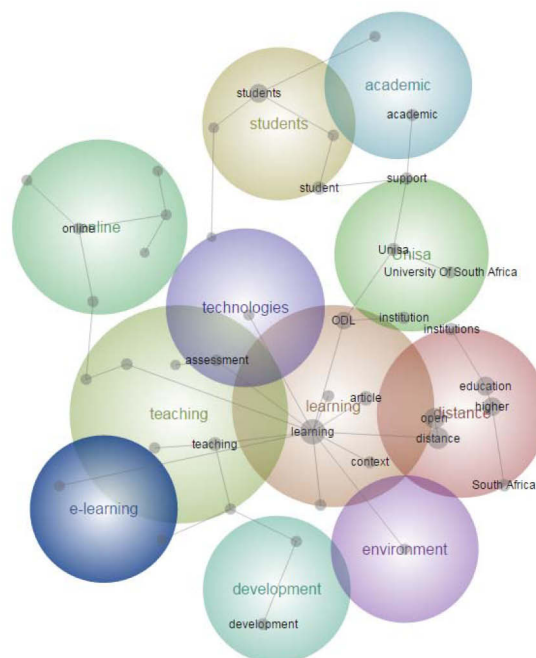 academic
students
students
academic
student
support
online
online
Unisa
Unisa
University Of South Africa
technologies
ODL
institution
institutions
assessment
education
article
learning
higher
teaching
open
distance
learning
distance
teaching
context
South Africa
e-learning
environment
development
development